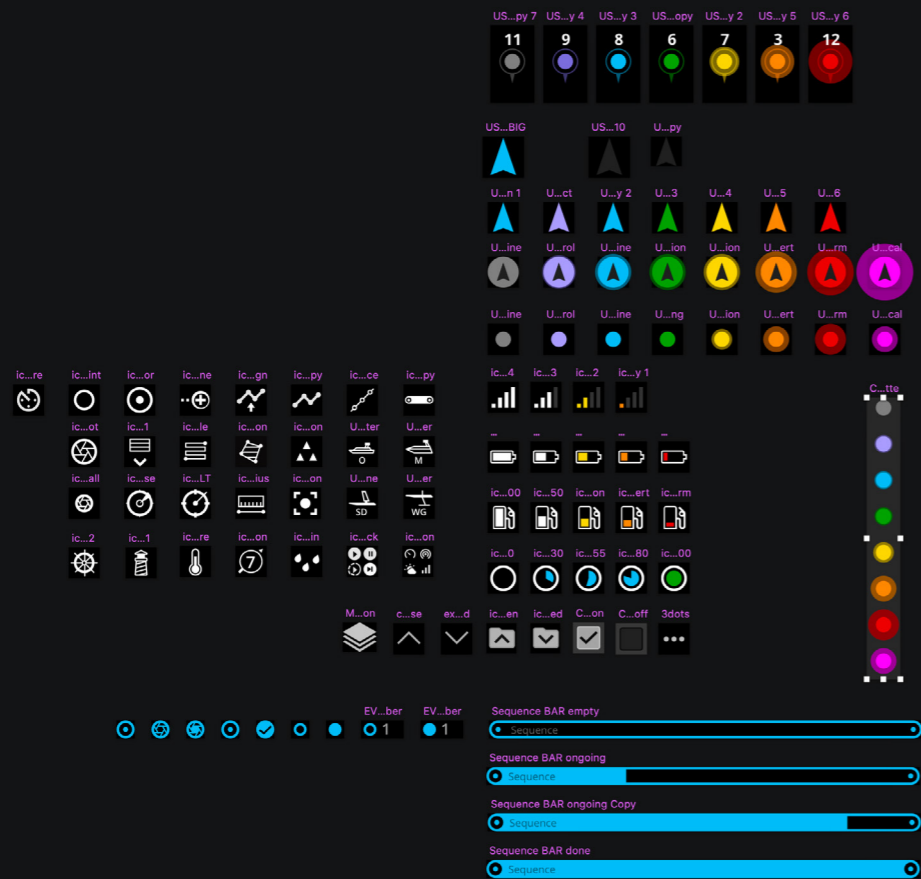 US...py 7 US...y 4 US...y 3 US...opy US...y 2 US...y 5 US...y 6
11 9 8 6 7 3 12
US...BIG US...10 U...py
U...n 1 U...ct U...y 2 U...3 U...4 U...5 U...6
U...ine U...rol U...ine U...ion U...ion U...ert U...rm U...cal
U...ine U...rol U...ine U...ng U...ion U...ert U...rm U...cal
ic...re ic...int ic...or ic...ne ic...gn ic...py ic...ce ic...py ic...4 ic...3 ic...2 ic...y 1
C...tte
ic...ot ic...1 ic...le ic...on ic...on U...ter U...er ... ... ... ... ...
O M
ic...all ic...se ic...LT ic...ius ic...on U...ne U...er ic...00 ic...50 ic...on ic...ert ic...rm
SD WG
ic...2 ic...1 ic...re ic...on ic...in ic...ck ic...on ic...0 ic...30 ic...55 ic...80 ic...00
7
M...on c...se ex...d ic...en ic...ed C...on C...off 3dots
EV...ber EV...ber
1 1
Sequence BAR empty
Sequence
Sequence BAR ongoing
Sequence
Sequence BAR ongoing Copy
Sequence
Sequence BAR done
Sequence